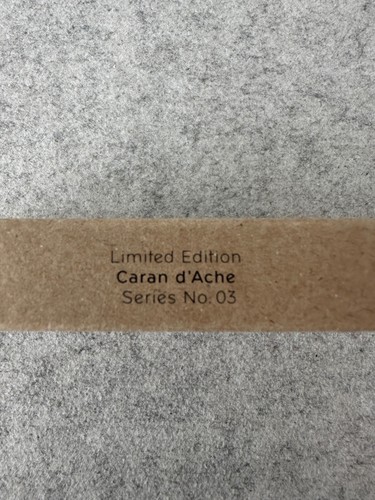 Limited Edition
Caran d'Ache
Series No. 03